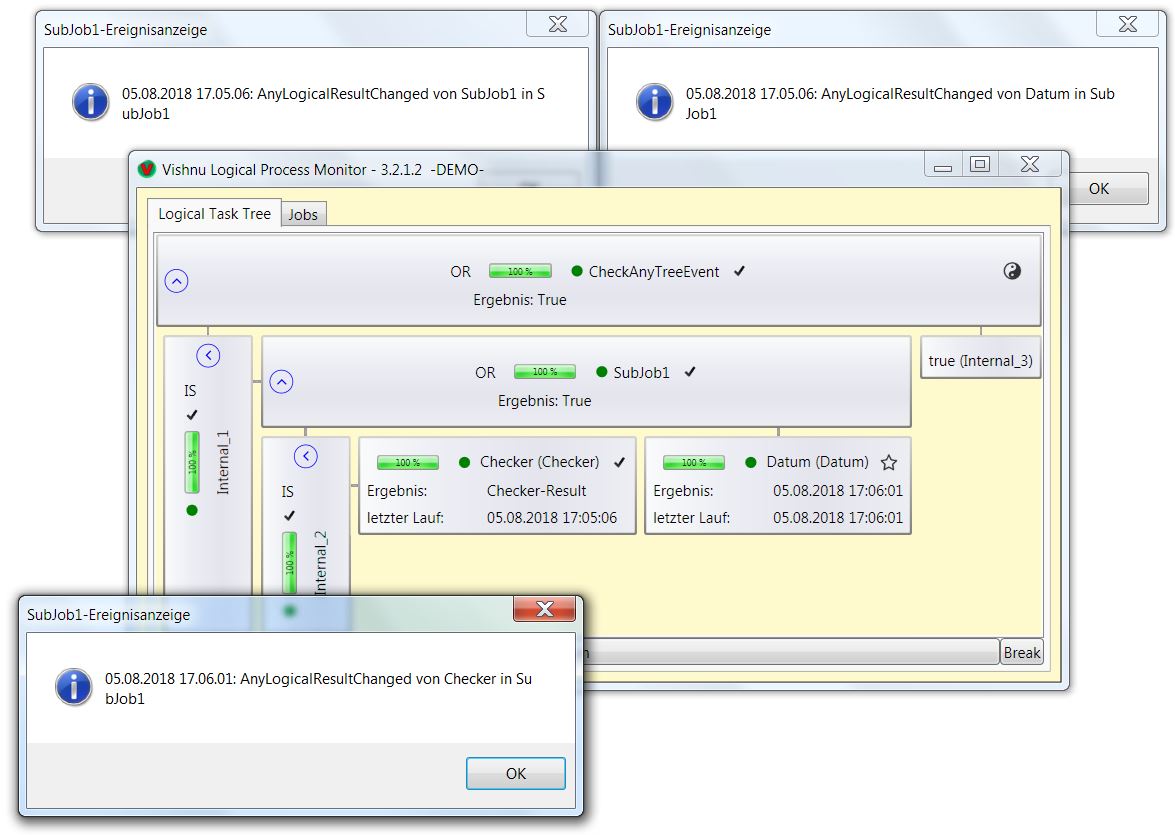 SubJob1-Ereignisanzeige
05.08.2018 17.05.06: AnyLogicalResultChanged von SubJob1 in S
ubJob1
SubJob1-Ereignisanzeige
05.08.2018 17.05.06: AnyLogicalResultChanged von Datum in Sub
Job1
OK
Vishnu Logical Process Monitor - 3.2.1.2 -DEMO-
Logical Task Tree
Jobs
OR 100 % CheckAnyTreeEvent
Ergebnis: True
IS
100 %
Internal_1
OR 100 % SubJob1
Ergebnis: True
true (Internal_3)
IS
100 %
Internal_2
100 % Checker (Checker)
Ergebnis: Checker-Result
letzter Lauf: 05.08.2018 17:05:06
100 % Datum (Datum)
Ergebnis: 05.08.2018 17:06:01
letzter Lauf: 05.08.2018 17:06:01
Break
SubJob1-Ereignisanzeige
05.08.2018 17.06.01: AnyLogicalResultChanged von Checker in Su
bJob1
OK